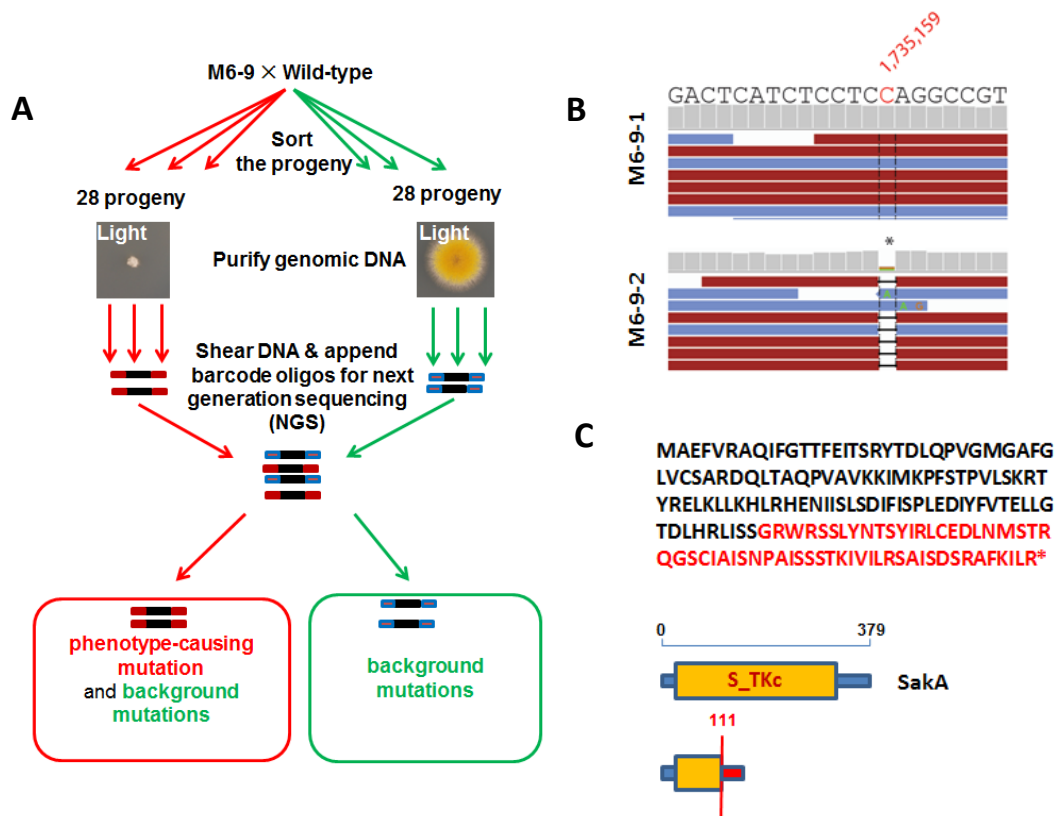 A
M6-9 × Wild-type
Sort
the progeny
28 progeny
28 progeny
Light
Light
Purify genomic DNA
Shear DNA & append
barcode oligos for next
generation sequencing
(NGS)
phenotype-causing
mutation
and background
mutations
background
mutations
B
1,735,159
GACTCATCTCCTCCAGGCCGT
M6-9-1
*
M6-9-2
C
MAEFVRAQIFGTTFEITSRYTDLQPVGMGAFG
LVCSARDQLTAQPVAVKKIMKPFSTPVLSKRT
YRELKLLKHLRHENIISLSDIFISPLEDIYFVTELLG
TDLHRLISSGRWRSSLYNTSYIRLCEDLNMSTR
QGSCIAISNPAISSSTKIVILRSAISDSRAFKILR*
0
379
S_TKc
SakA
111